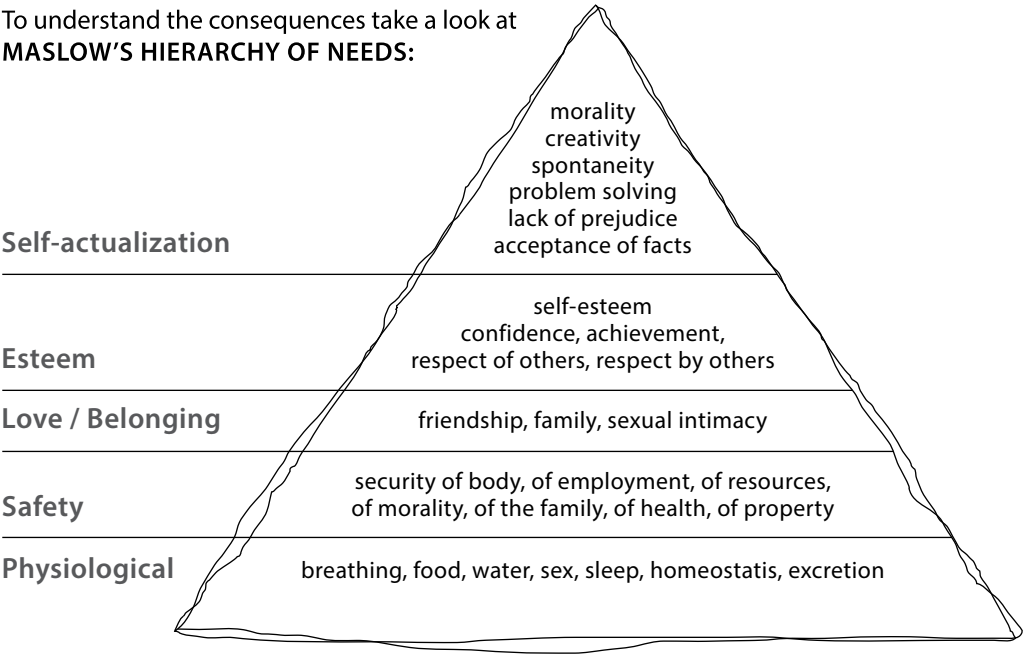 To understand the consequences take a look at
MASLOW'S HIERARCHY OF NEEDS:
morality
creativity
spontaneity
problem solving
lack of prejudice
acceptance of facts
Self-actualization
self-esteem
confidence, achievement,
respect of others, respect by others
Esteem
Love / Belonging
friendship, family, sexual intimacy
security of body, of employment, of resources,
of morality, of the family, of health, of property
Safety
Physiological
breathing, food, water, sex, sleep, homeostatis, excretion